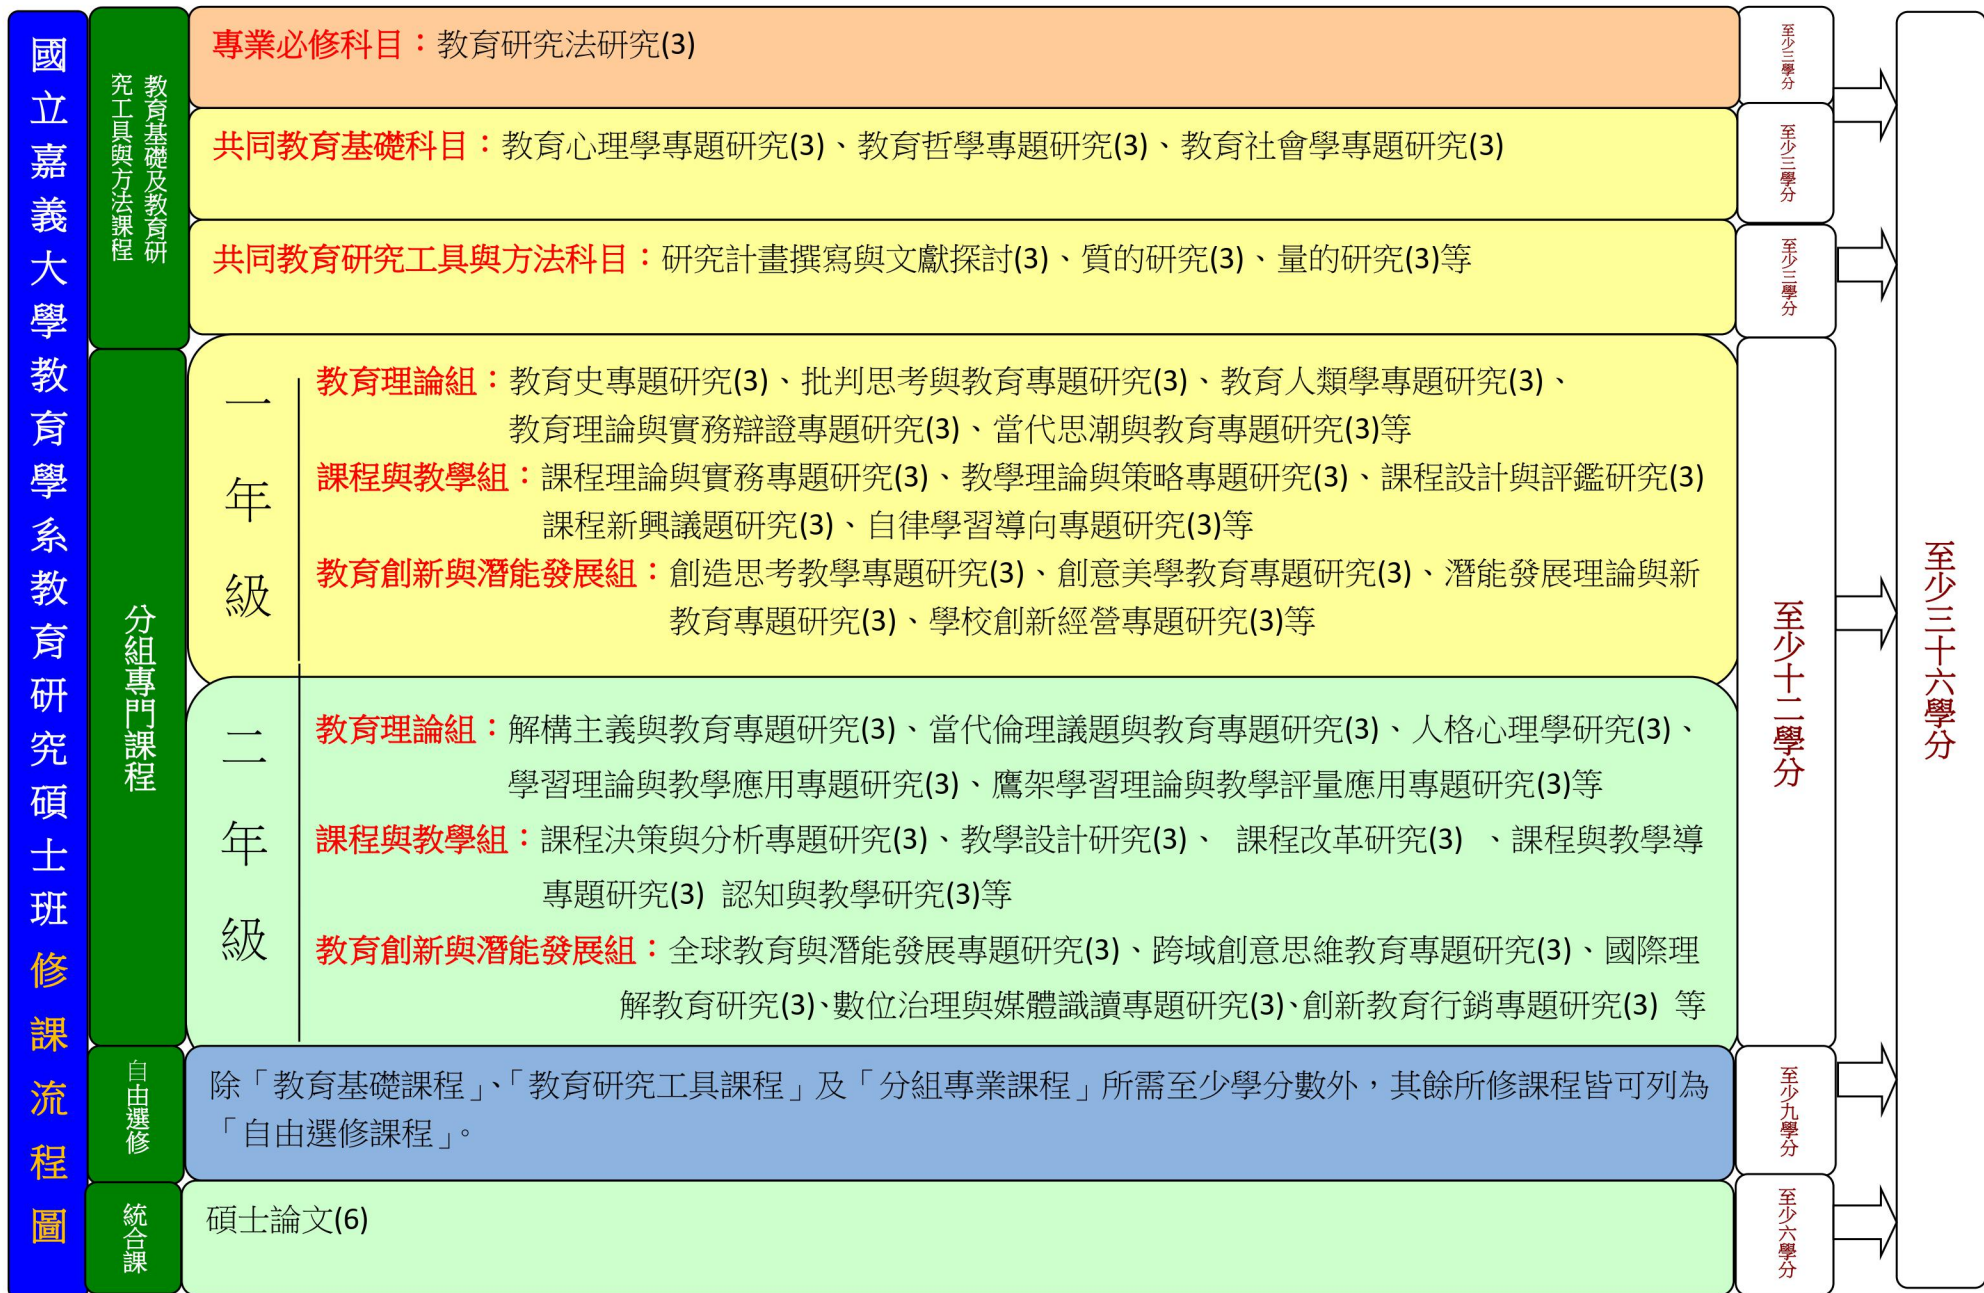 國立嘉義大學教育學系教育研究碩士班修課流程圖
教育基礎及教育研
究工具與方法課程
專業必修科目：教育研究法研究(3)
至少三學分
共同教育基礎科目：教育心理學專題研究(3)、教育哲學專題研究(3)、教育社會學專題研究(3)
至少三學分
共同教育研究工具與方法科目：研究計畫撰寫與文獻探討(3)、質的研究(3)、量的研究(3)等
至少三學分
分組專門課程
一年級
教育理論組：教育史專題研究(3)、批判思考與教育專題研究(3)、教育人類學專題研究(3)、
教育理論與實務辯證專題研究(3)、當代思潮與教育專題研究(3)等
課程與教學組：課程理論與實務專題研究(3)、教學理論與策略專題研究(3)、課程設計與評鑑研究(3)
課程新興議題研究(3)、自律學習導向專題研究(3)等
教育創新與潛能發展組：創造思考教學專題研究(3)、創意美學教育專題研究(3)、潛能發展理論與新
教育專題研究(3)、學校創新經營專題研究(3)等
二年級
教育理論組：解構主義與教育專題研究(3)、當代倫理議題與教育專題研究(3)、人格心理學研究(3)、
學習理論與教學應用專題研究(3)、鷹架學習理論與教學評量應用專題研究(3)等
課程與教學組：課程決策與分析專題研究(3)、教學設計研究(3)、 課程改革研究(3) 、課程與教學導
專題研究(3) 認知與教學研究(3)等
教育創新與潛能發展組：全球教育與潛能發展專題研究(3)、跨域創意思維教育專題研究(3)、國際理
解教育研究(3)、數位治理與媒體識讀專題研究(3)、創新教育行銷專題研究(3) 等
至少十二學分
自由選修
除「教育基礎課程」、「教育研究工具課程」及「分組專業課程」所需至少學分數外，其餘所修課程皆可列為
「自由選修課程」。
至少九學分
統合課
碩士論文(6)
至少六學分
至少三十六學分